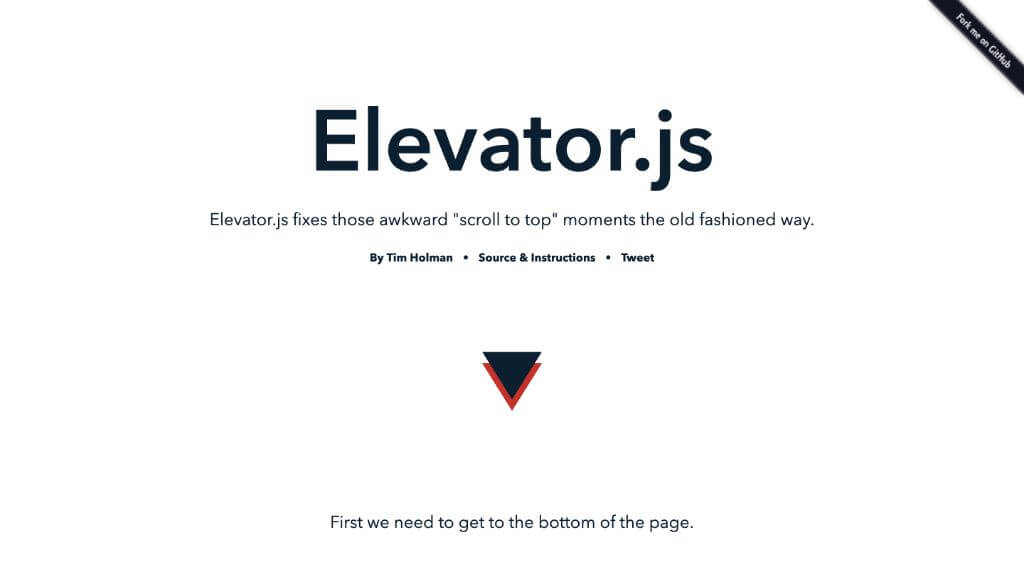 Fork me on GitHub
Elevator.js
Elevator.js fixes those awkward "scroll to top" moments the old fashioned way.
By Tim Holman • Source & Instructions • Tweet
First we need to get to the bottom of the page.